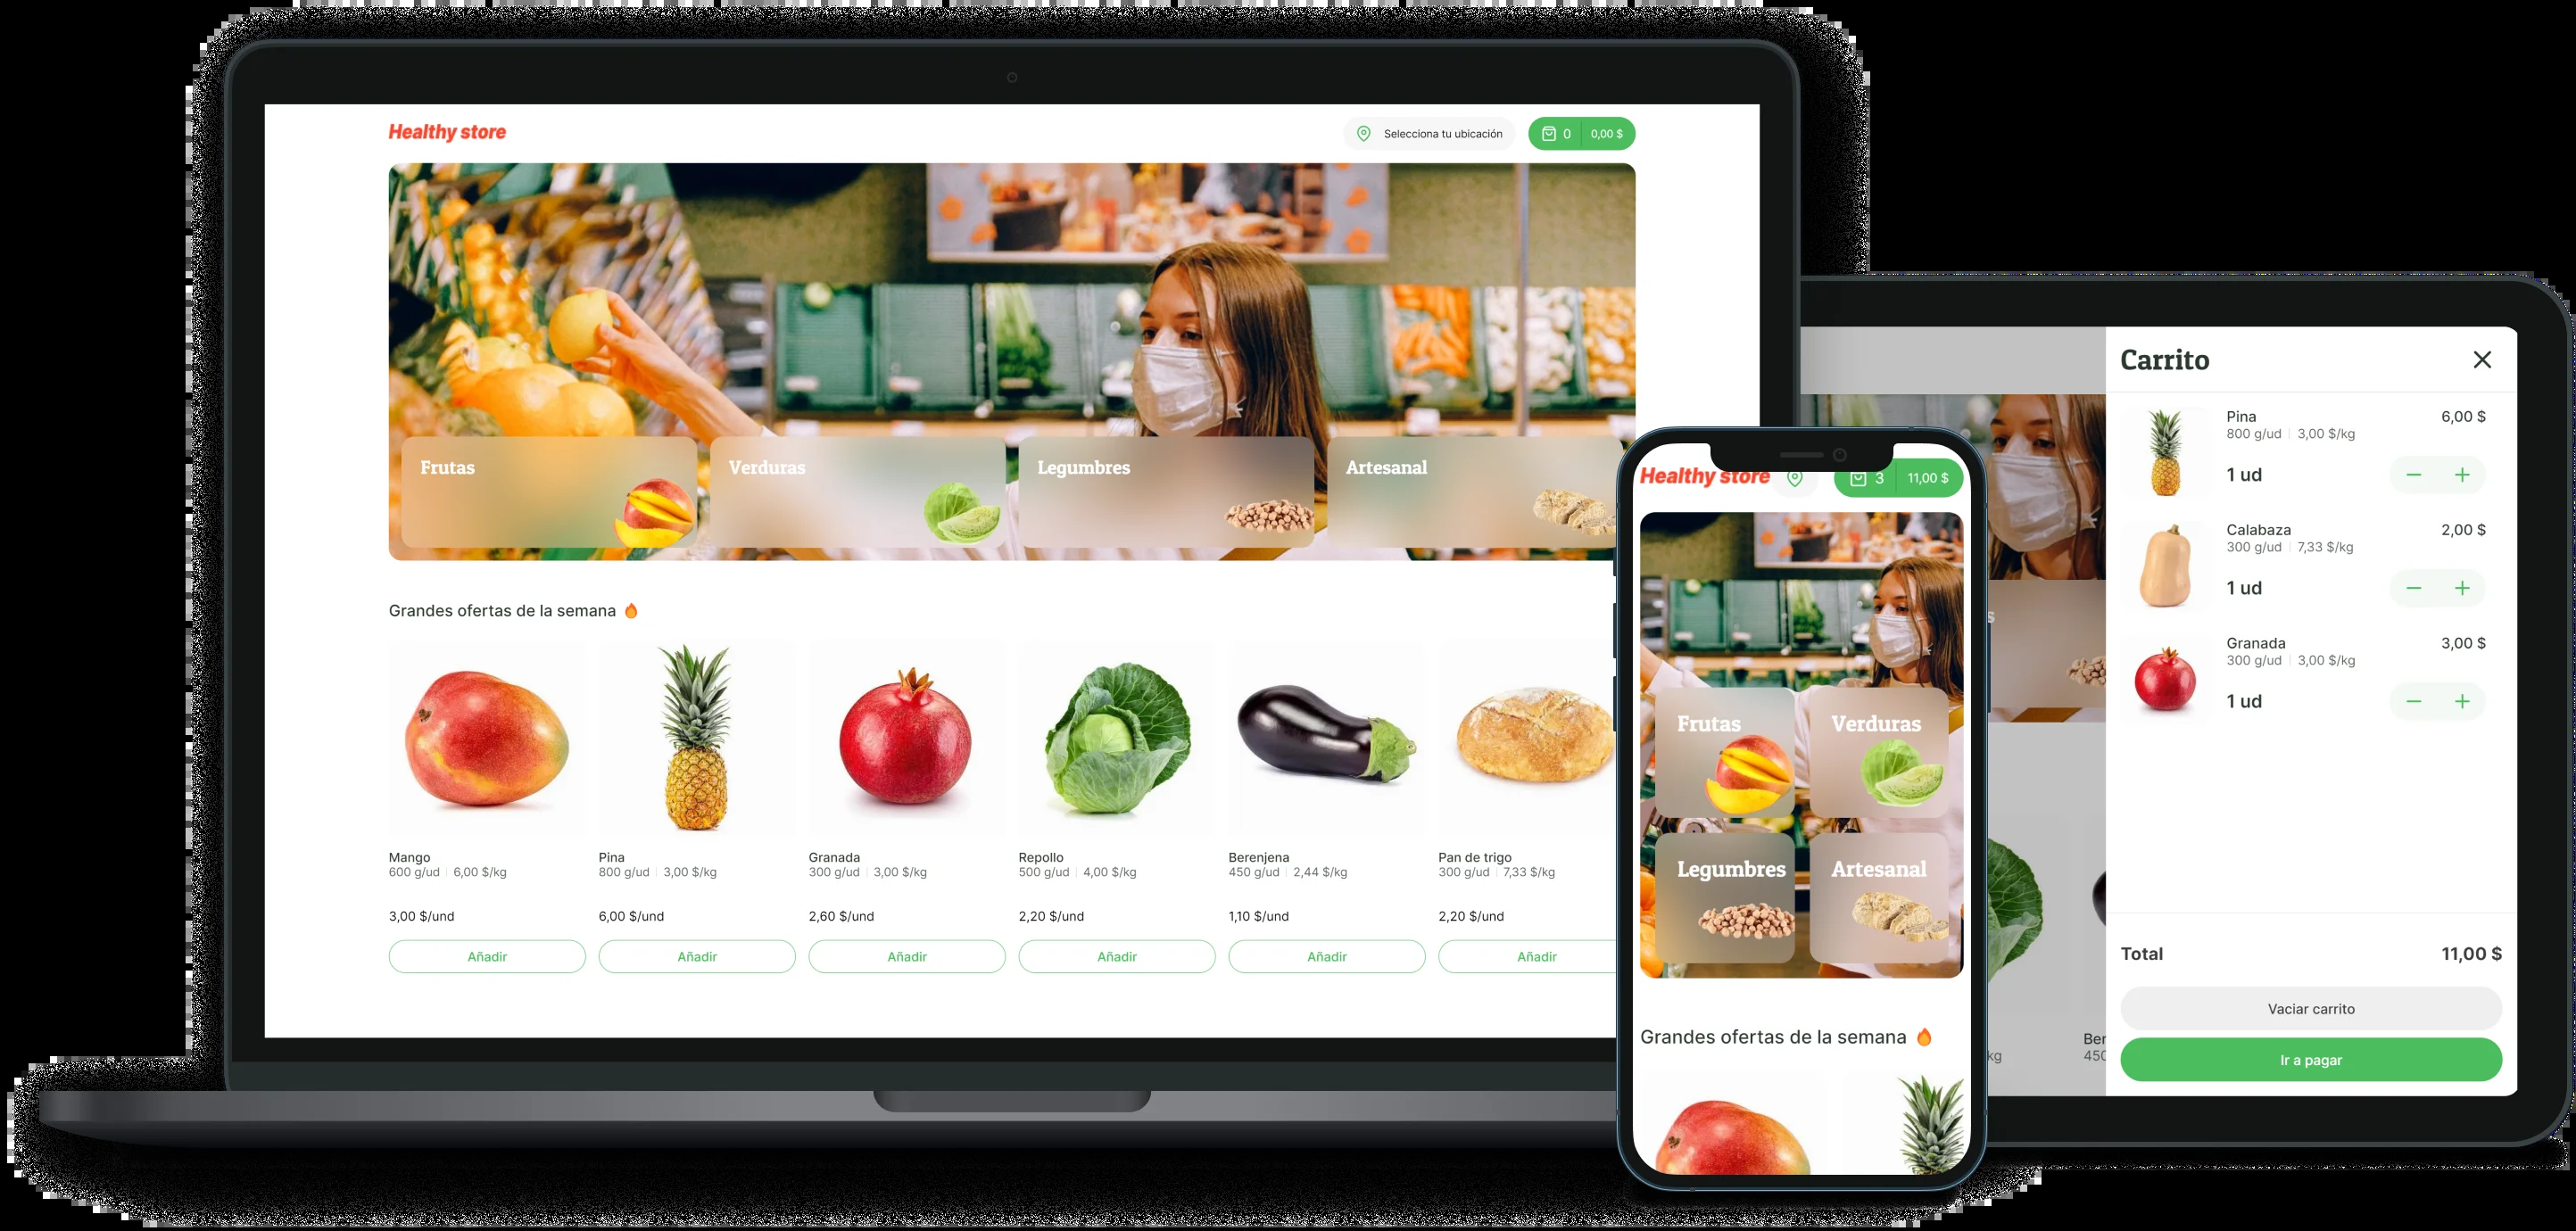 Healthy store
Selecciona tu ubicación
0 0,00 $
Frutas
Verduras
Legumbres
Artesanal
Grandes ofertas de la semana 🔥
Mango
600 g/ud | 6,00 $/kg
3,00 $/und
Añadir
Pina
800 g/ud | 3,00 $/kg
6,00 $/und
Añadir
Granada
300 g/ud | 3,00 $/kg
2,60 $/und
Añadir
Repollo
500 g/ud | 4,00 $/kg
2,20 $/und
Añadir
Berenjena
450 g/ud | 2,44 $/kg
1,10 $/und
Añadir
Pan de trigo
300 g/ud | 7,33 $/kg
2,20 $/und
Añadir
Healthy store
3 11,00 $
Frutas
Verduras
Legumbres
Artesanal
Grandes ofertas de la semana 🔥
s
kg
Ber
450
Carrito
Pina
6,00 $
800 g/ud | 3,00 $/kg
1 ud
Calabaza
2,00 $
300 g/ud | 7,33 $/kg
1 ud
Granada
3,00 $
300 g/ud | 3,00 $/kg
1 ud
Total
11,00 $
Vaciar carrito
Ir a pagar